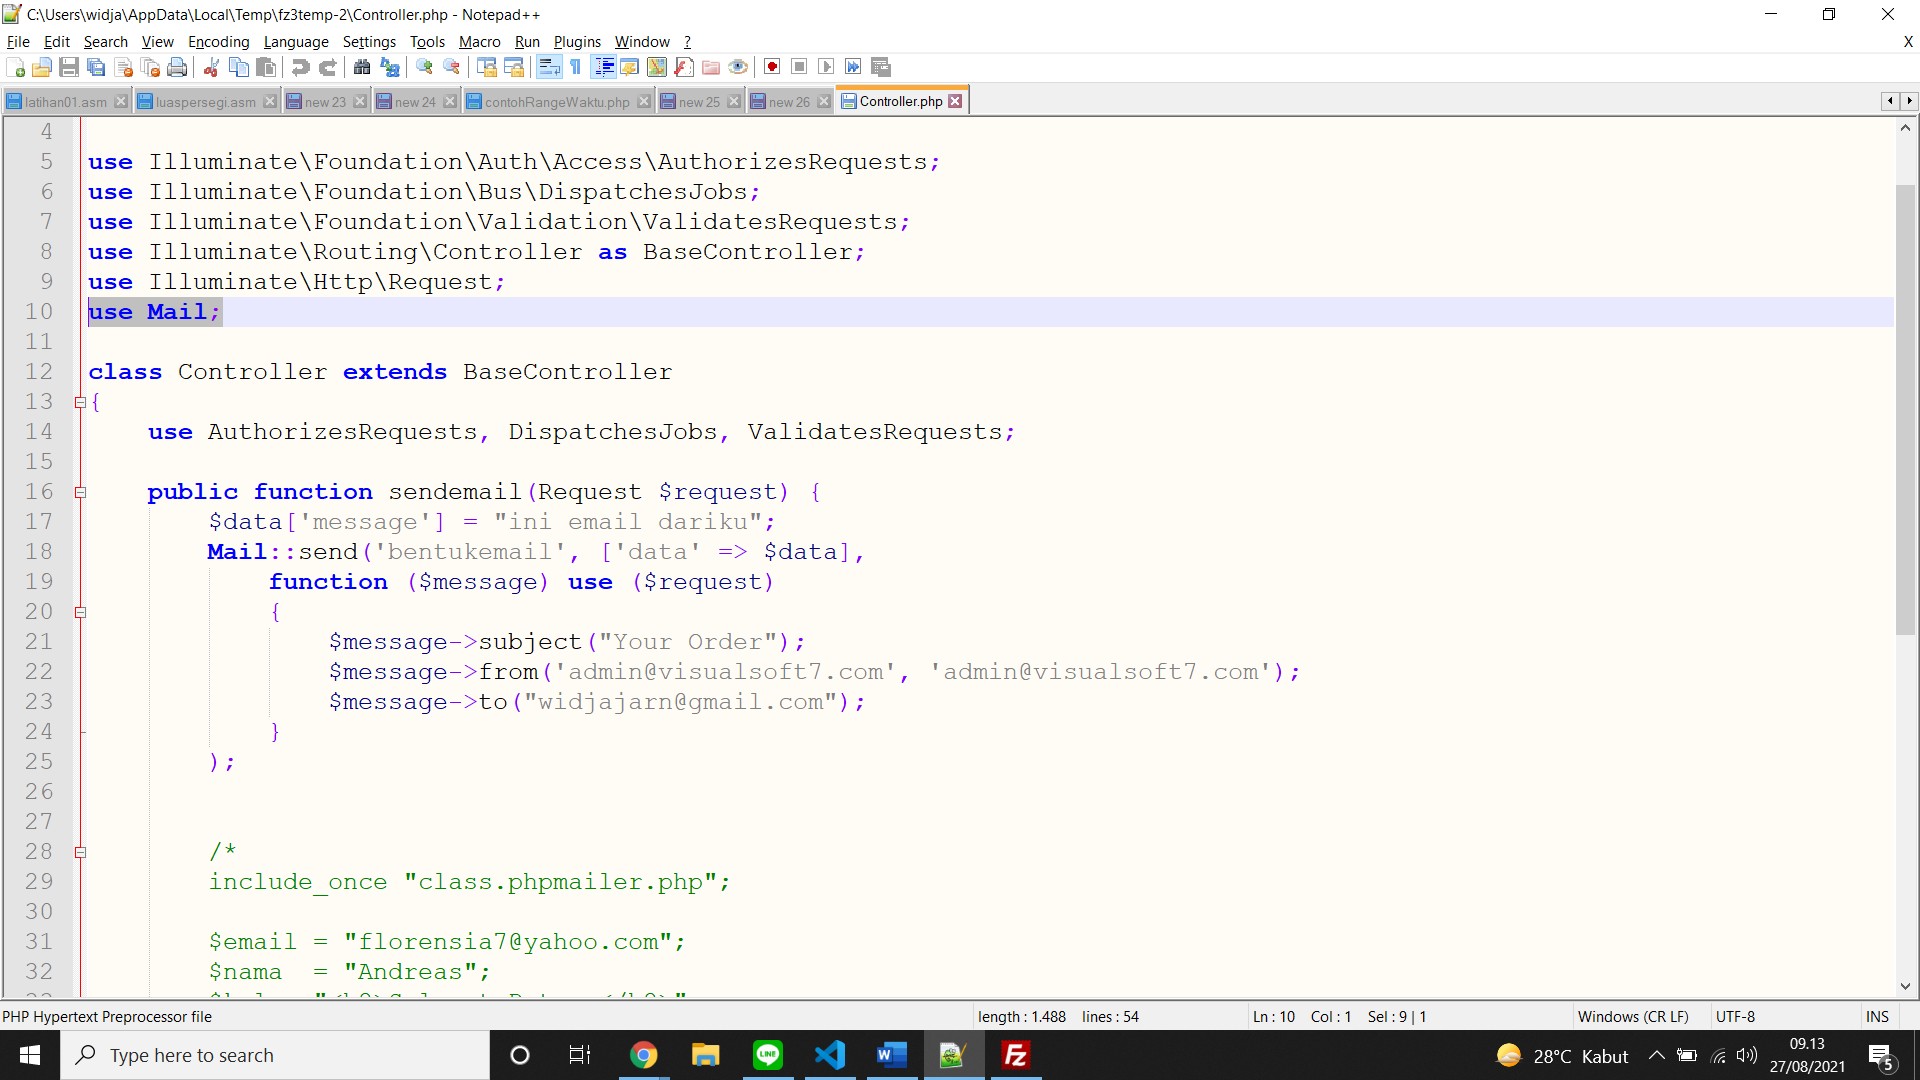 C:\Users\widja\AppData\Local\Temp\fz3temp-2\Controller.php - Notepad++
File Edit Search View Encoding Language Settings Tools Macro Run Plugins Window ? X
latihan01.asm luaspersegi.asm new 23 new 24 contohRangeWaktu.php new 25 new 26 Controller.php
4
5 use Illuminate\Foundation\Auth\Access\AuthorizesRequests;
6 use Illuminate\Foundation\Bus\DispatchesJobs;
7 use Illuminate\Foundation\Validation\ValidatesRequests;
8 use Illuminate\Routing\Controller as BaseController;
9 use Illuminate\Http\Request;
10 use Mail;
11
12 class Controller extends BaseController
13 {
14 use AuthorizesRequests, DispatchesJobs, ValidatesRequests;
15
16 public function sendemail(Request $request) {
17 $data['message'] = "ini email dariku";
18 Mail::send('bentukemail', ['data' => $data],
19 function ($message) use ($request)
20 {
21 $message->subject("Your Order");
22 $message->from('admin@visualsoft7.com', 'admin@visualsoft7.com');
23 $message->to("widjajarn@gmail.com");
24 }
25 );
26
27
28 /*
29 include_once "class.phpmailer.php";
30
31 $email = "florensia7@yahoo.com";
32 $nama = "Andreas";
PHP Hypertext Preprocessor file length : 1.488 lines : 54 Ln : 10 Col : 1 Sel : 9 | 1 Windows (CR LF) UTF-8 INS
Type here to search LINE W Fz 28°C Kabut 09.13
27/08/2021 5